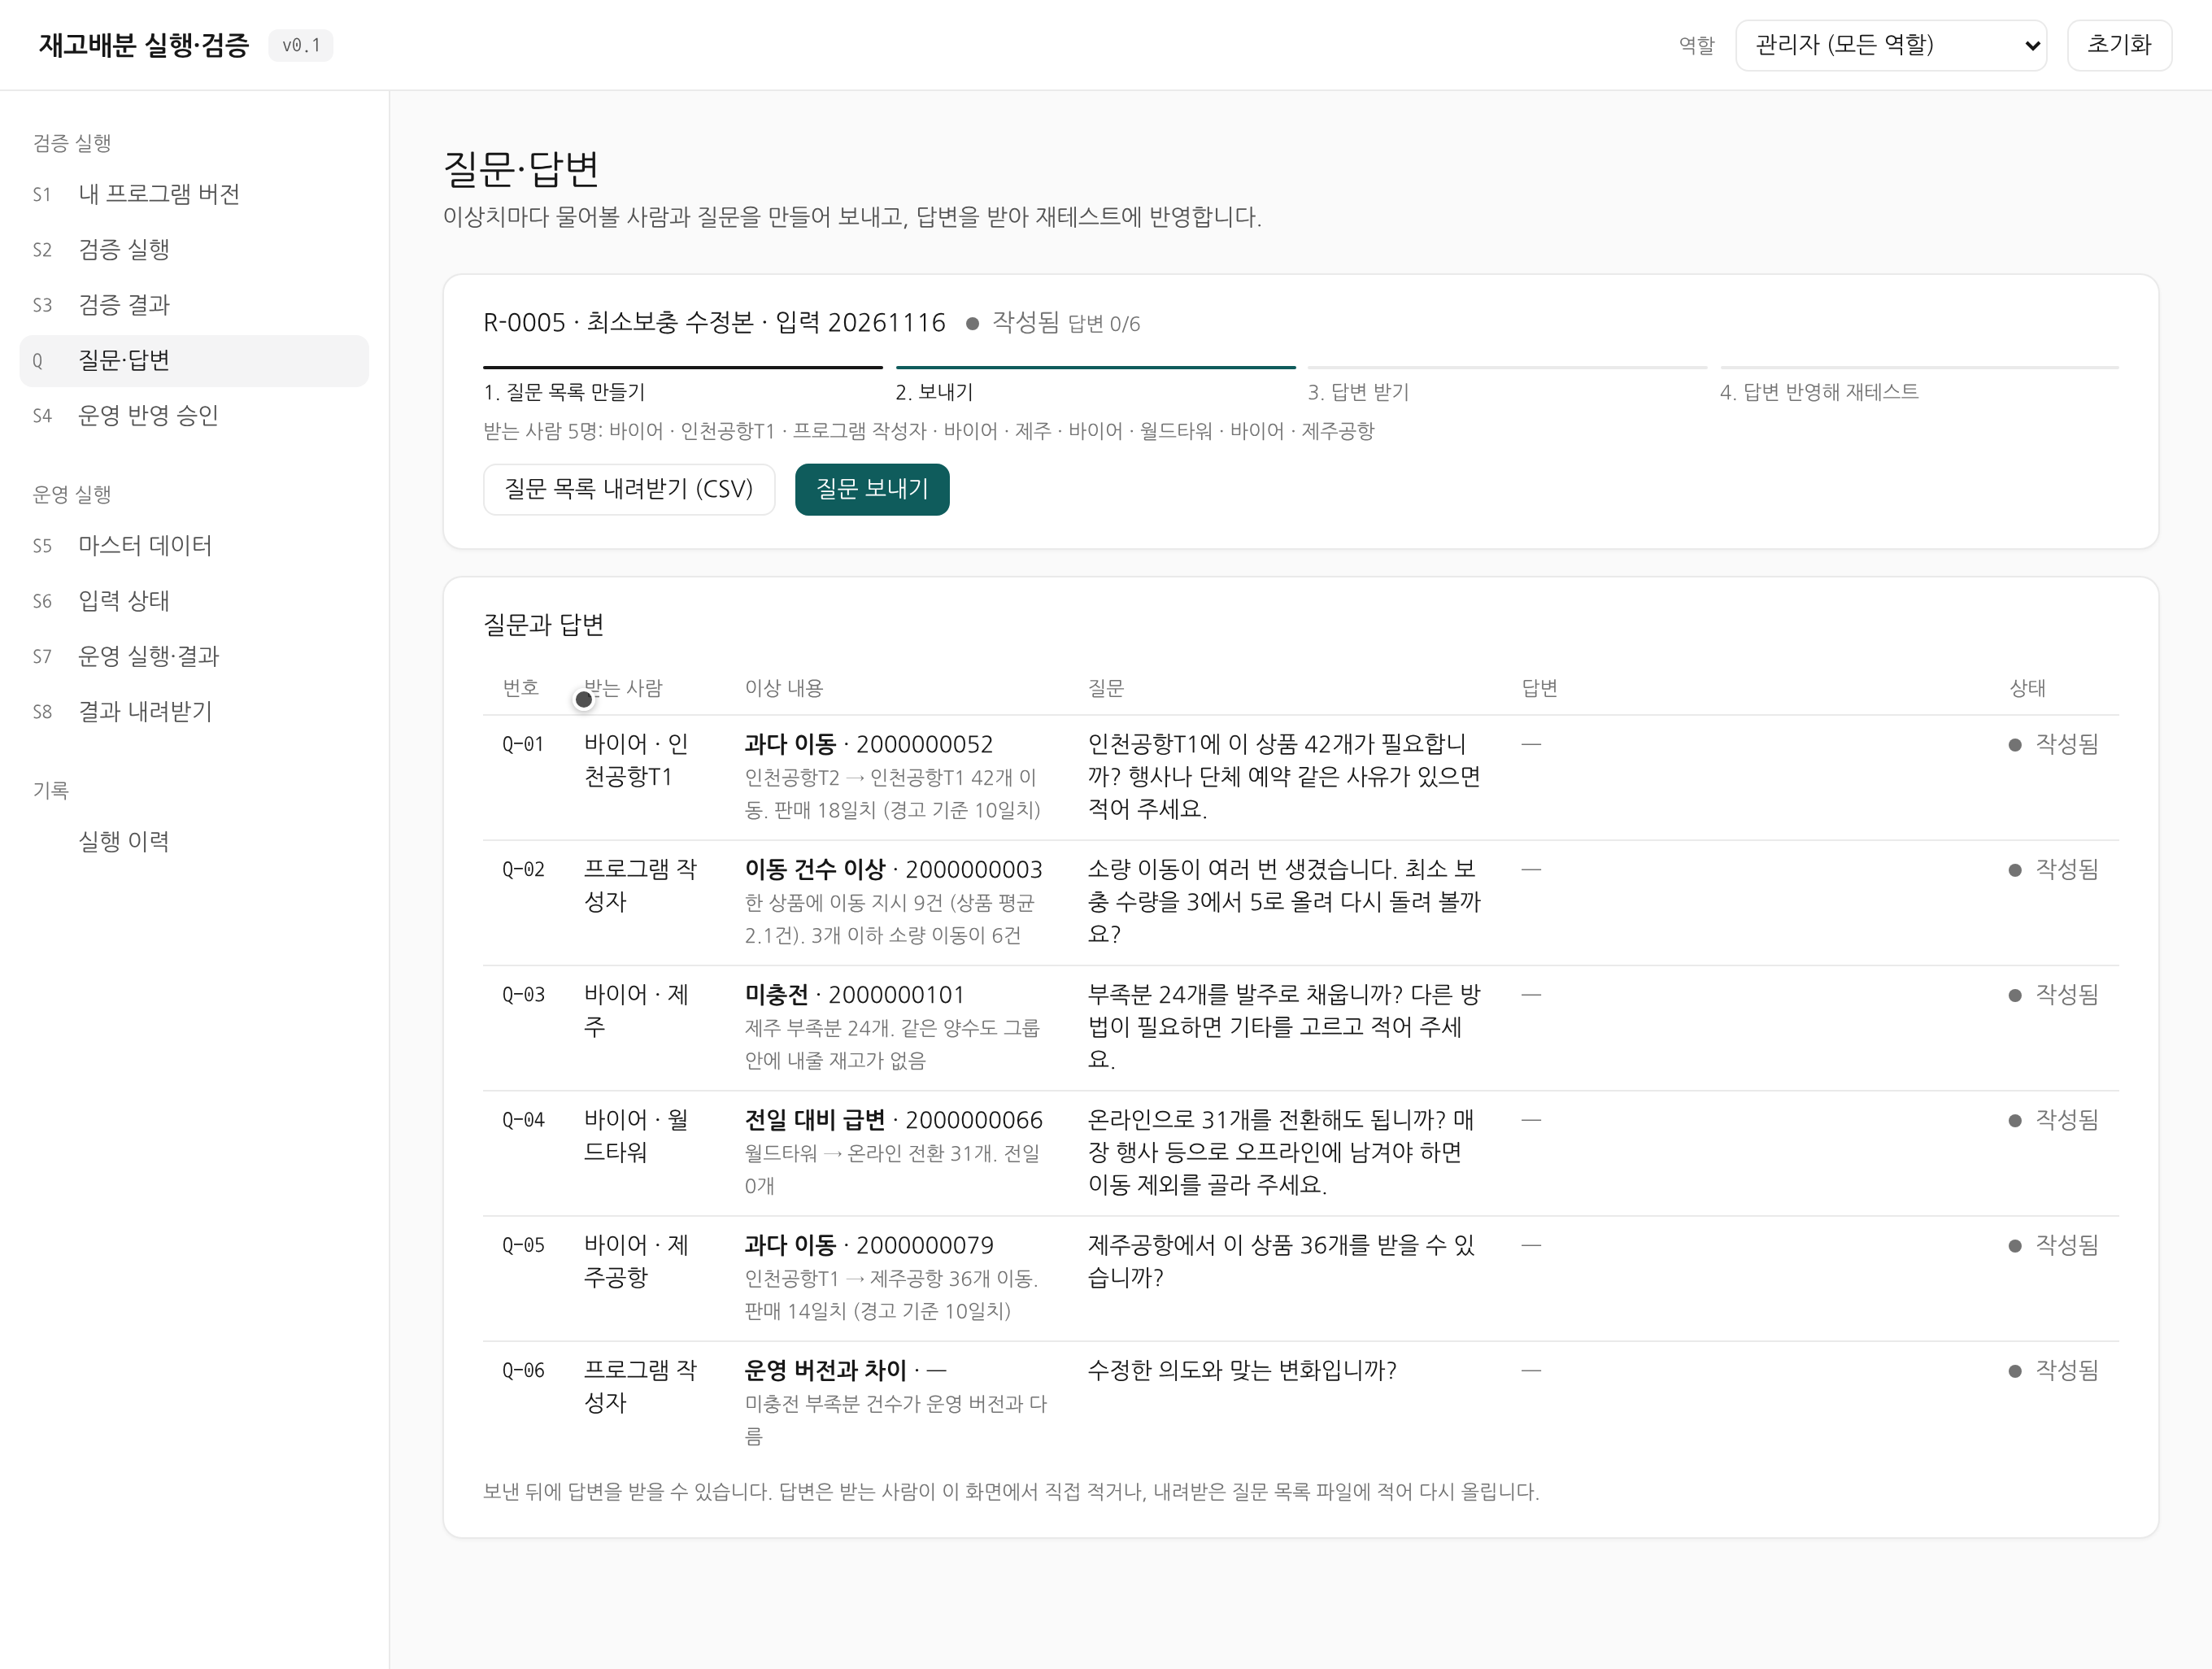 재고배분 실행·검증 v0.1
역할 관리자 (모든 역할) 초기화
검증 실행
S1 내 프로그램 버전
S2 검증 실행
S3 검증 결과
Q 질문·답변
S4 운영 반영 승인
운영 실행
S5 마스터 데이터
S6 입력 상태
S7 운영 실행·결과
S8 결과 내려받기
기록
실행 이력
질문·답변
이상치마다 물어볼 사람과 질문을 만들어 보내고, 답변을 받아 재테스트에 반영합니다.
R-0005 · 최소보충 수정본 · 입력 20261116 ● 작성됨 답변 0/6
1. 질문 목록 만들기
2. 보내기
3. 답변 받기
4. 답변 반영해 재테스트
받는 사람 5명: 바이어 · 인천공항T1 · 프로그램 작성자 · 바이어 · 제주 · 바이어 · 월드타워 · 바이어 · 제주공항
질문 목록 내려받기 (CSV)
질문 보내기
질문과 답변
번호 받는 사람 이상 내용 질문 답변 상태
Q-01
바이어 · 인
천공항T1
과다 이동 · 2000000052
인천공항T2 → 인천공항T1 42개 이
동. 판매 18일치 (경고 기준 10일치)
인천공항T1에 이 상품 42개가 필요합니
까? 행사나 단체 예약 같은 사유가 있으면
적어 주세요.
—
● 작성됨
Q-02
프로그램 작
성자
이동 건수 이상 · 2000000003
한 상품에 이동 지시 9건 (상품 평균
2.1건). 3개 이하 소량 이동이 6건
소량 이동이 여러 번 생겼습니다. 최소 보
충 수량을 3에서 5로 올려 다시 돌려 볼까
요?
—
● 작성됨
Q-03
바이어 · 제
주
미충전 · 2000000101
제주 부족분 24개. 같은 양수도 그룹
안에 내줄 재고가 없음
부족분 24개를 발주로 채웁니까? 다른 방
법이 필요하면 기타를 고르고 적어 주세
요.
—
● 작성됨
Q-04
바이어 · 월
드타워
전일 대비 급변 · 2000000066
월드타워 → 온라인 전환 31개. 전일
0개
온라인으로 31개를 전환해도 됩니까? 매
장 행사 등으로 오프라인에 남겨야 하면
이동 제외를 골라 주세요.
—
● 작성됨
Q-05
바이어 · 제
주공항
과다 이동 · 2000000079
인천공항T1 → 제주공항 36개 이동.
판매 14일치 (경고 기준 10일치)
제주공항에서 이 상품 36개를 받을 수 있
습니까?
—
● 작성됨
Q-06
프로그램 작
성자
운영 버전과 차이 · —
미충전 부족분 건수가 운영 버전과 다
름
수정한 의도와 맞는 변화입니까?
—
● 작성됨
보낸 뒤에 답변을 받을 수 있습니다. 답변은 받는 사람이 이 화면에서 직접 적거나, 내려받은 질문 목록 파일에 적어 다시 올립니다.